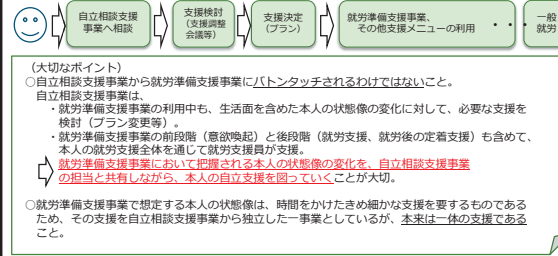 自立相談支援
事業へ相談
支援検討
(支援調整
会議等)
支援決定
(プラン)
就労準備支援事業、
その他支援メニューの利用
・・
一般
就労
(大切なポイント)
○自立相談支援事業から就労準備支援事業にバトンタッチされるわけではないこと。
自立相談支援事業は、
・就労準備支援事業の利用中も、生活面を含めた本人の状態像の変化に対して、必要な支援を
検討(プラン変更等)。
・就労準備支援事業の前段階(意欲喚起)と後段階(就労支援、就労後の定着支援)も含めて、
本人の就労支援全体を通じて就労支援員が支援。
就労準備支援事業において把握される本人の状態像の変化を、自立相談支援事業
の担当と共有しながら、本人の自立支援を図っていくことが大切。
○就労準備支援事業で想定する本人の状態像は、時間をかけたきめ細かな支援を要するものである
ため、その支援を自立相談支援事業から独立した一事業としているが、本来は一体の支援である
こと。